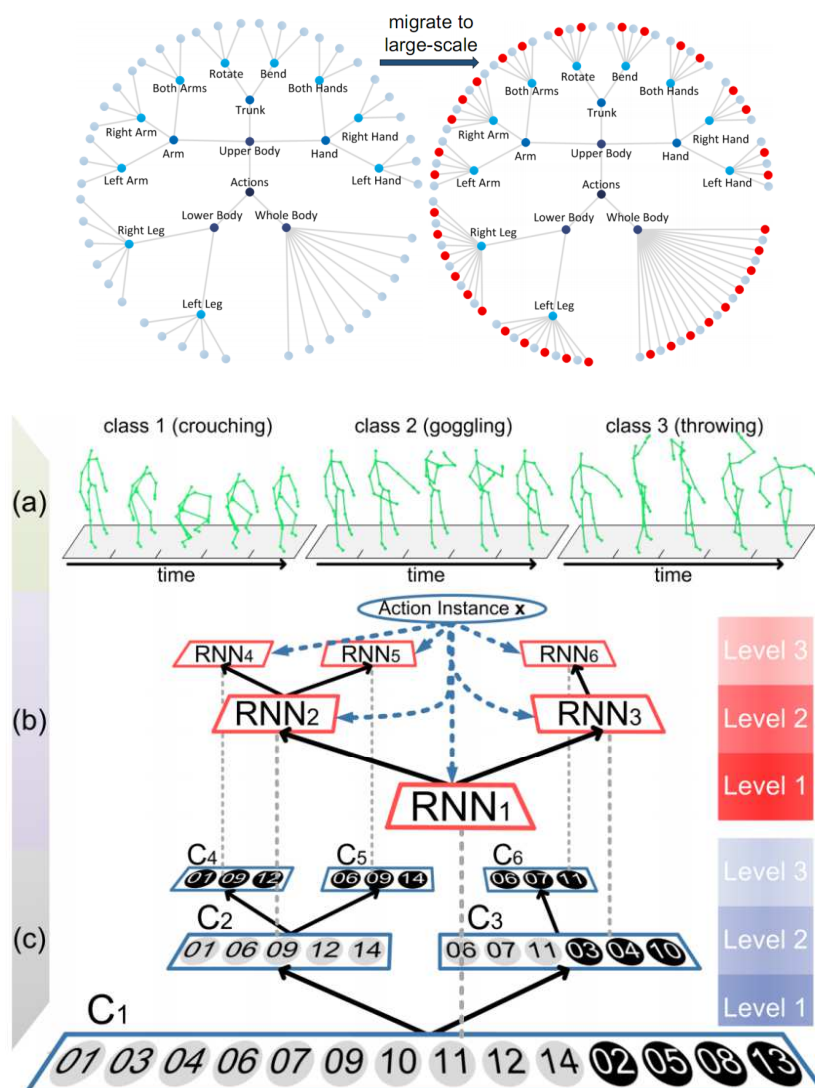 migrate to
large-scale
Rotate Bend
Both Arms Both Hands
Trunk
Right Arm Right Hand
Arm Upper Body Hand
Left Arm Left Hand
Actions
Lower Body Whole Body
Right Leg
Left Leg
Rotate Bend
Both Arms Both Hands
Trunk
Right Arm Right Hand
Arm Upper Body Hand
Left Arm Left Hand
Actions
Lower Body Whole Body
Right Leg
Left Leg
class 1 (crouching) class 2 (goggling) class 3 (throwing)
(a)
time time time
Action Instance x
RNN4 RNN5 RNN6 Level 3
(b) RNN2 RNN3 Level 2
RNN1 Level 1
C4 C5 C6
01 09 12 06 09 14 06 07 11 Level 3
C2 C3
(c) 01 06 09 12 14 06 07 11 03 04 10 Level 2
C1 Level 1
01 03 04 06 07 09 10 11 12 14 02 05 08 13